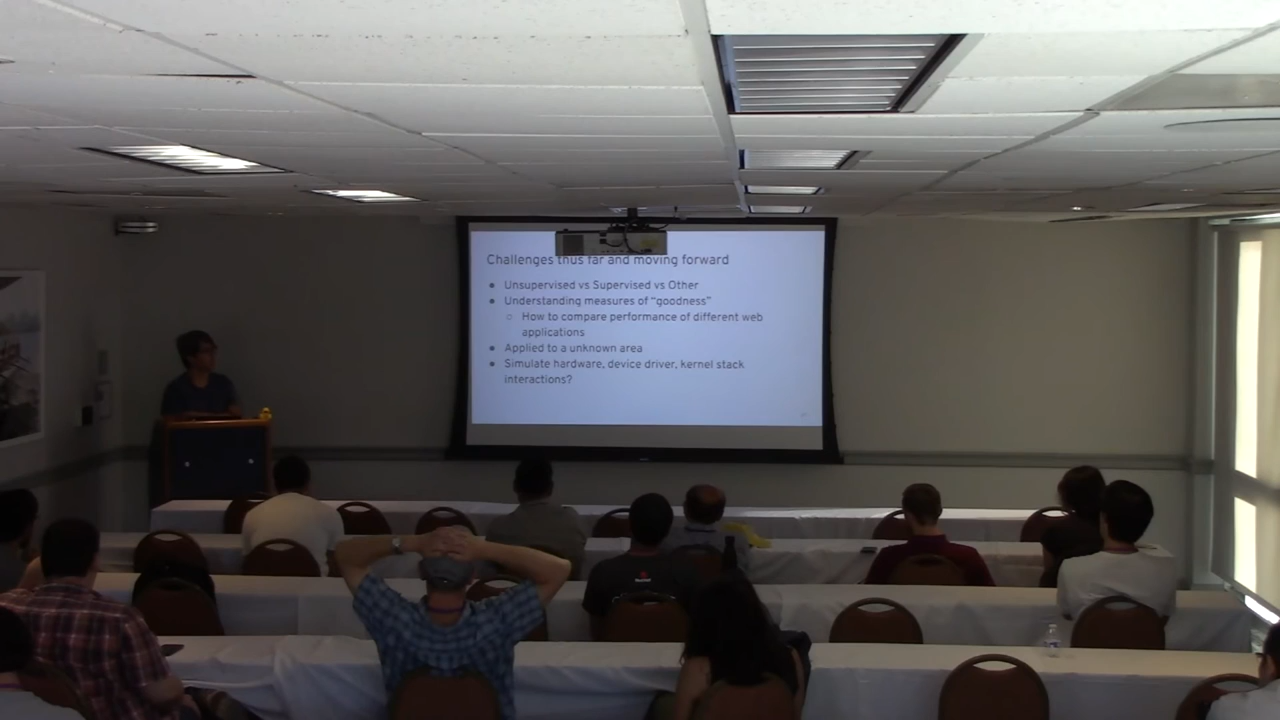 Challenges thus far and moving forward
● Unsupervised vs Supervised vs Other
● Understanding measures of “goodness”
○ How to compare performance of different web
applications
● Applied to a unknown area
● Simulate hardware, device driver, kernel stack
interactions?